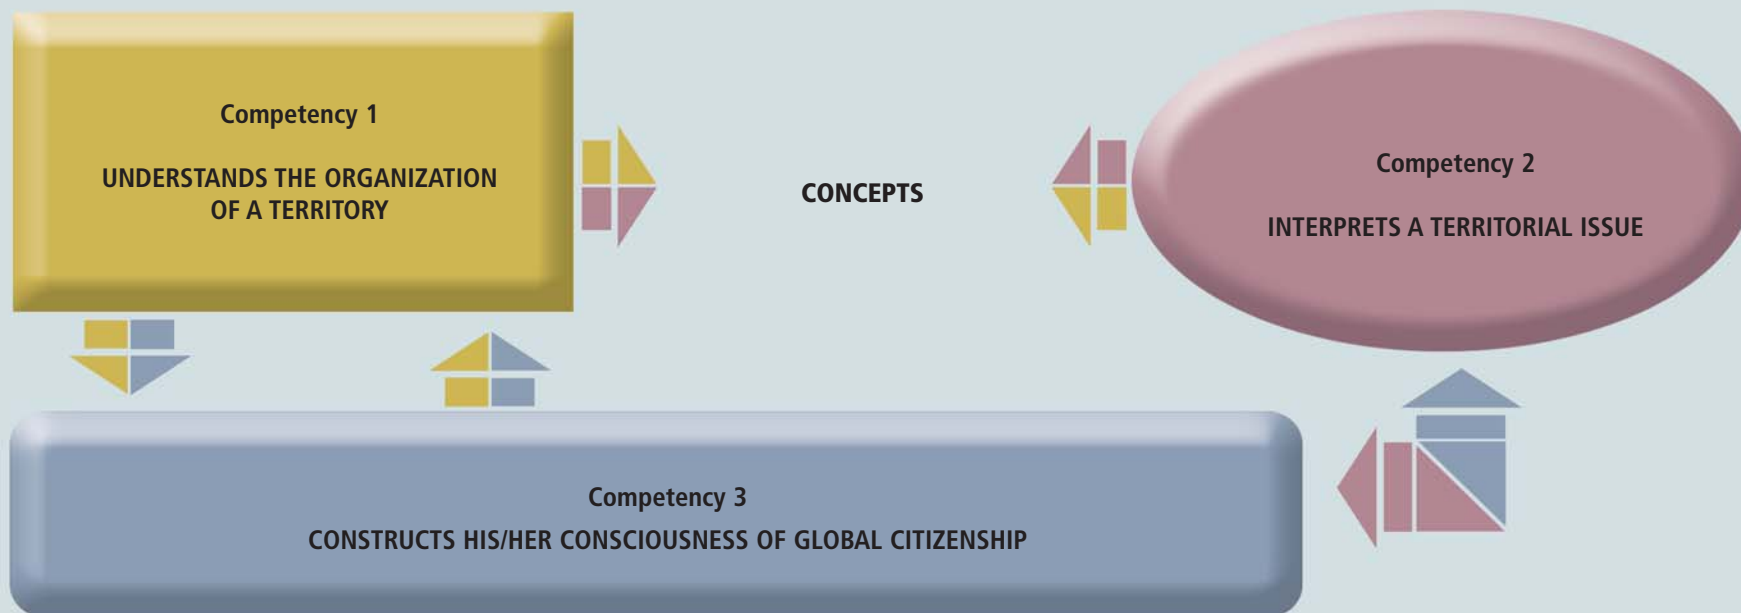 Competency 1
UNDERSTANDS THE ORGANIZATION
OF A TERRITORY
CONCEPTS
Competency 2
INTERPRETS A TERRITORIAL ISSUE
Competency 3
CONSTRUCTS HIS/HER CONSCIOUSNESS OF GLOBAL CITIZENSHIP